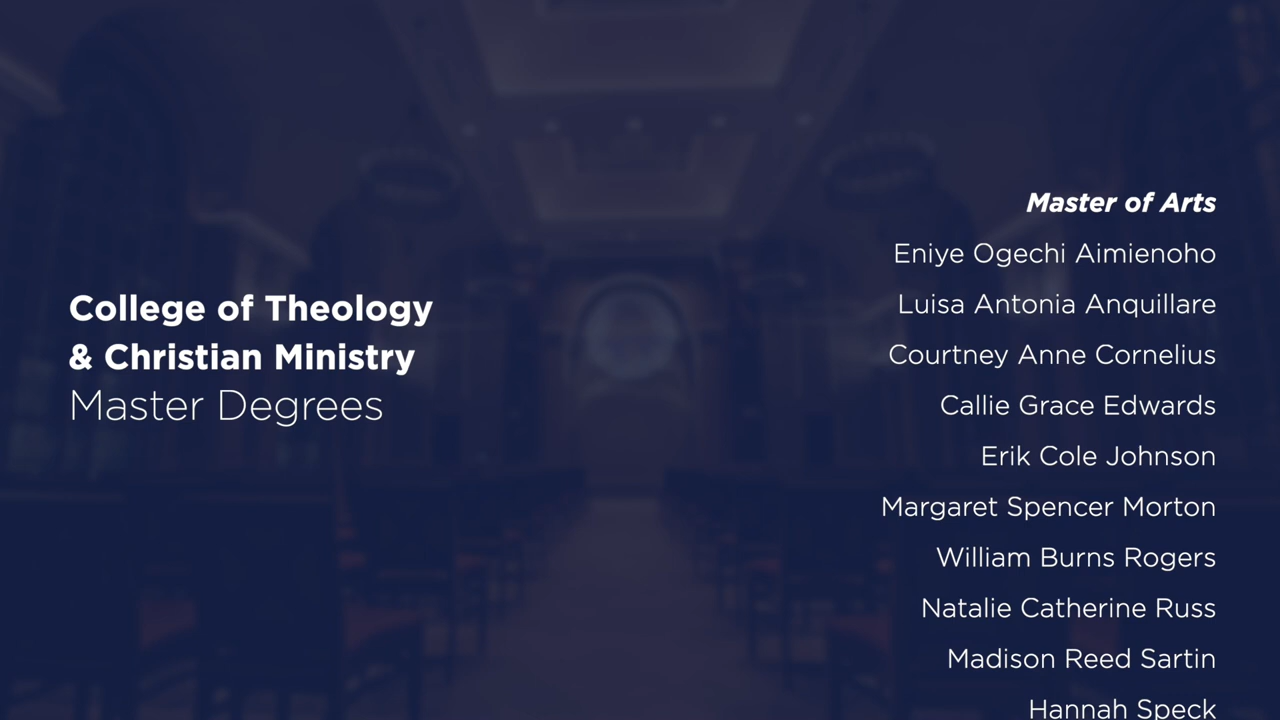 College of Theology
& Christian Ministry
Master Degrees
Master of Arts
Eniye Ogechi Aimienoho
Luisa Antonia Anquillare
Courtney Anne Cornelius
Callie Grace Edwards
Erik Cole Johnson
Margaret Spencer Morton
William Burns Rogers
Natalie Catherine Russ
Madison Reed Sartin
Hannah Speck